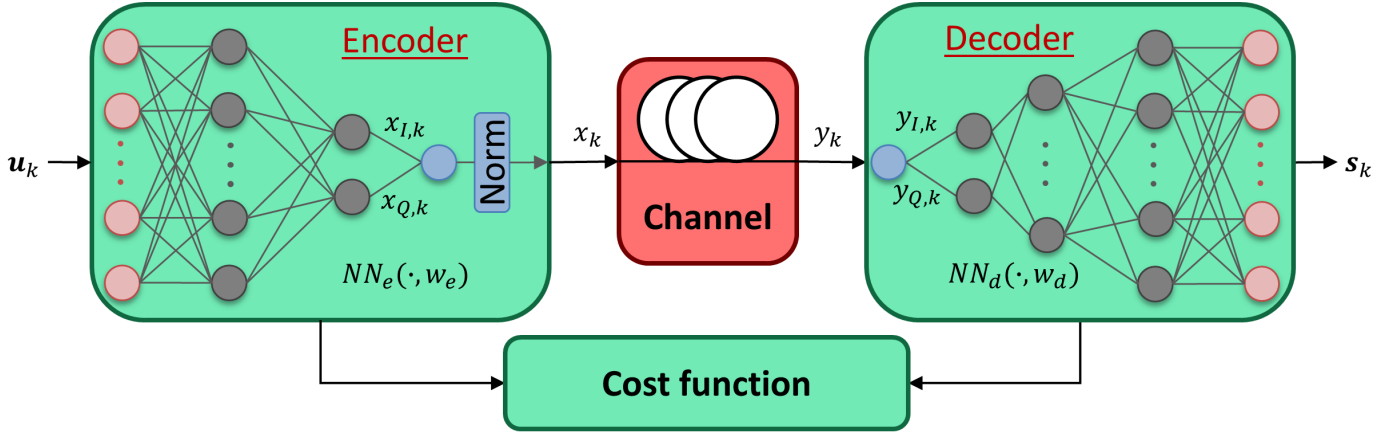 Encoder
Decoder
x_{I,k}
x_{Q,k}
Norm
NN_e(·, w_e)
u_k
x_k
Channel
y_k
y_{I,k}
y_{Q,k}
NN_d(·, w_d)
s_k
Cost function